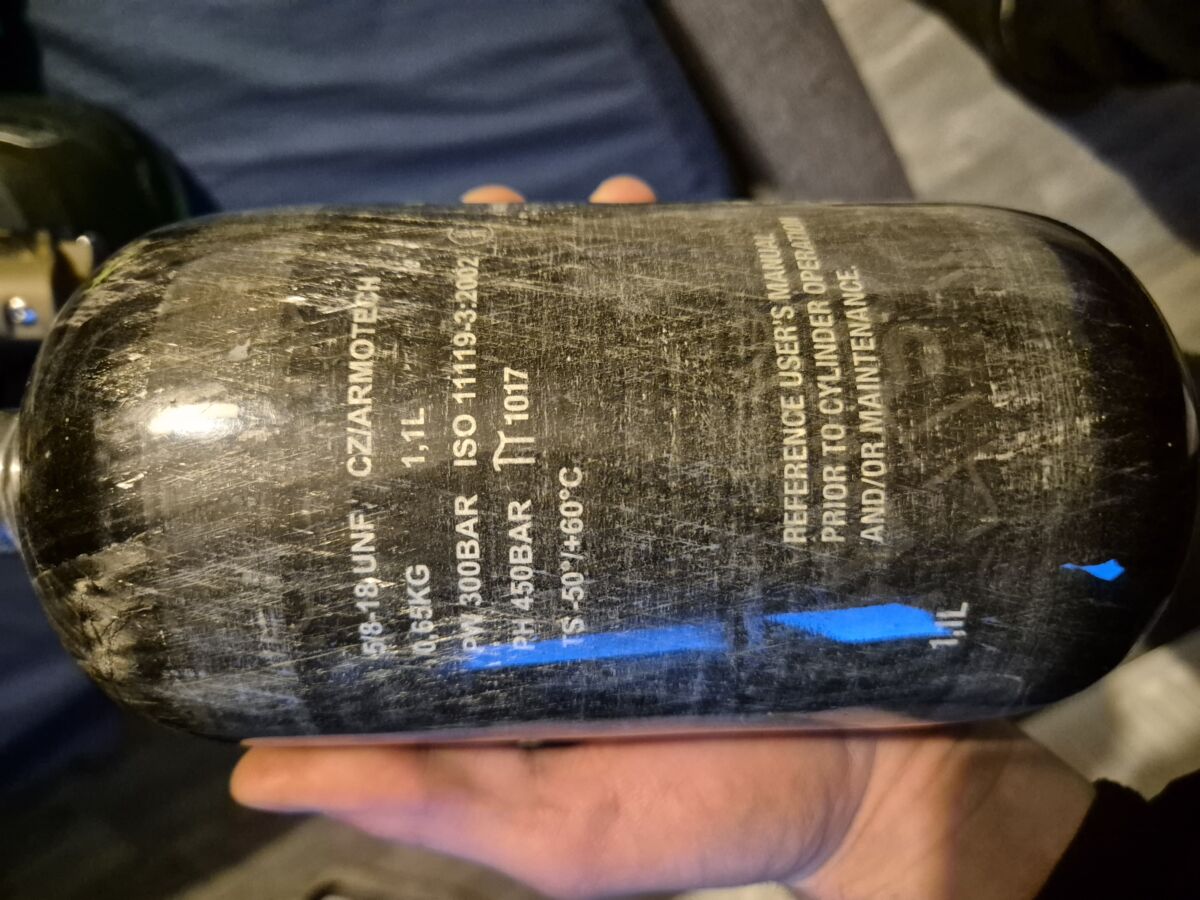 5/8-18 UNF CZ/ARMOTECH
0,65KG 1,1L
PW 300BAR ISO 11119-3:2002
PH 450BAR π 1017
TS -50°/+60°C
REFERENCE USER'S MANUAL
PRIOR TO CYLINDER OPERATION
AND/OR MAINTENANCE.
1,1L